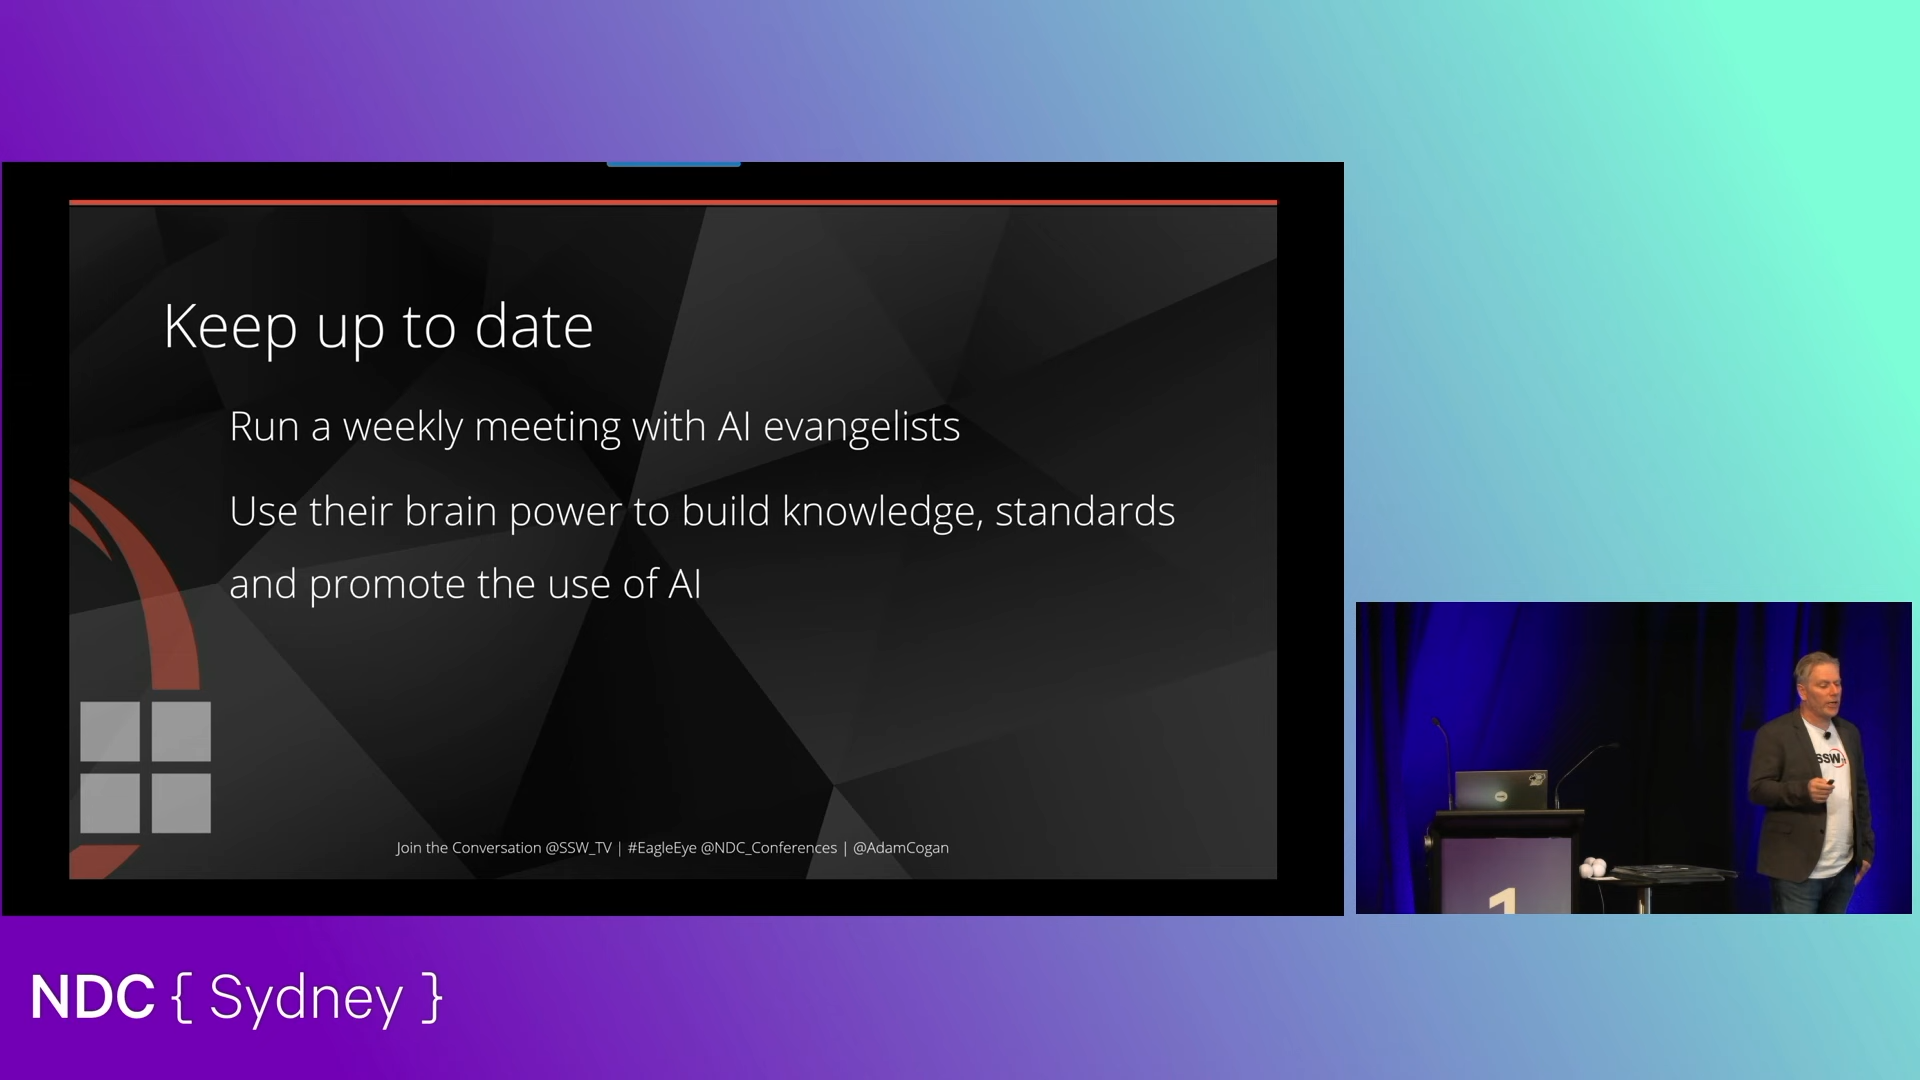 Keep up to date
Run a weekly meeting with AI evangelists
Use their brain power to build knowledge, standards
and promote the use of AI
Join the Conversation @SSW_TV | #EagleEye @NDC_Conferences | @AdamCogan
SSW
1
NDC { Sydney }